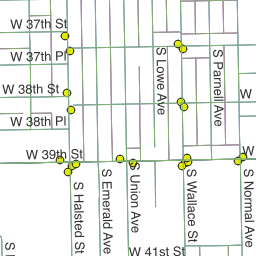 W 37th St
W 37th Pl
W 38th St
W 38th Pl
W 39th St
W 41st St
W
W
S Halsted St
S Emerald Ave
S Union Ave
S Lowe Ave
S Wallace St
S Parnell Ave
S Normal Ave
S